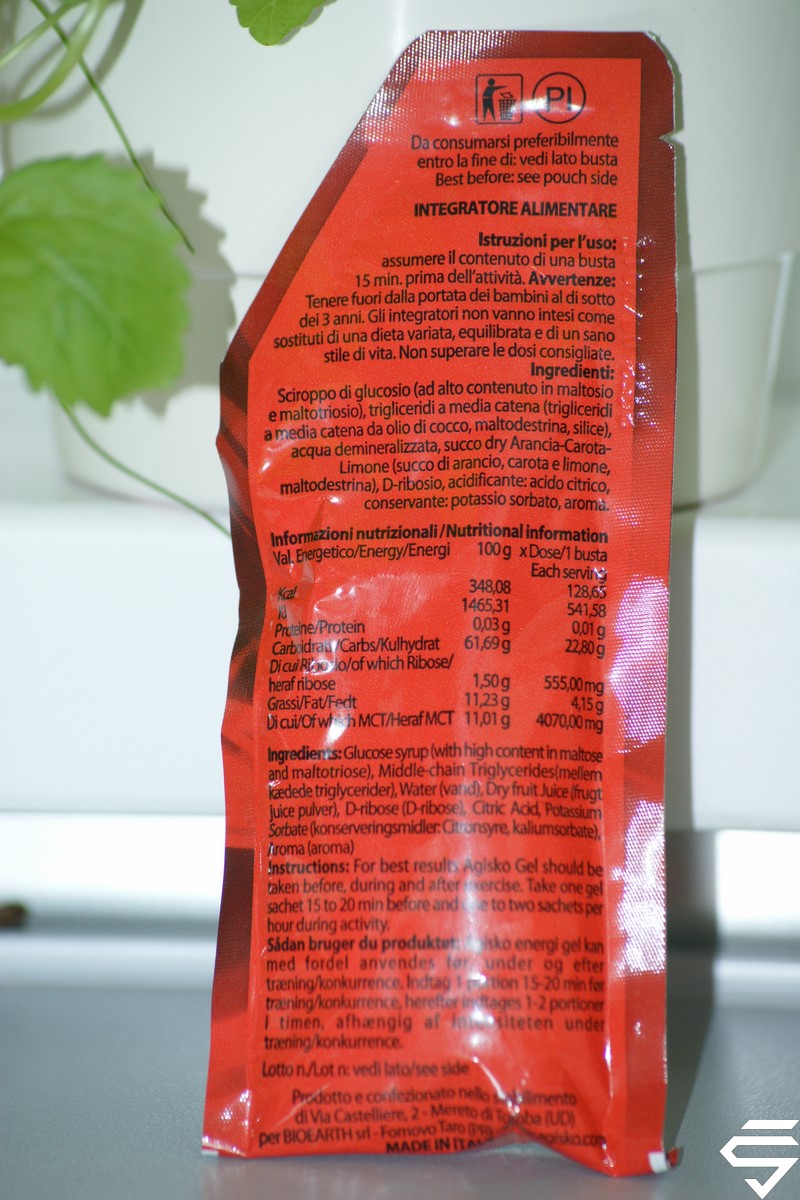 PI
Da consumarsi preferibilmente
entro la fine di: vedi lato busta
Best before: see pouch side
INTEGRATORE ALIMENTARE
Istruzioni per l'uso:
assumere il contenuto di una busta
15 min. prima dell'attività. Avvertenze:
Tenere fuori dalla portata dei bambini al di sotto
dei 3 anni. Gli integratori non vanno intesi come
sostituti di una dieta variata, equilibrata e di un sano
stile di vita. Non superare le dosi consigliate.
Ingredienti:
Sciroppo di glucosio (ad alto contenuto in maltosio
e maltotriosio), trigliceridi a media catena (trigliceridi
a media catena da olio di cocco, maltodestrina, silice),
acqua demineralizzata, succo dry Arancia-Carota-
Limone (succo di arancio, carota e limone,
maltodestrina), D-ribosio, acidificante: acido citrico,
conservante: potassio sorbato, aroma.
Informazioni nutrizionali/Nutritional information
Val. Energetico/Energy/Energi 100 g x Dose/1 busta
Each serving
Kcal 348,08 128,65
KJ 1465,31 541,58
Proteine/Protein 0,03 g 0,01 g
Carboidrati/Carbs/Kulhydrat 61,69 g 22,80 g
Di cui Ribosio/of which Ribose/
heraf ribose 1,50 g 555,00 mg
Grassi/Fat/Fedt 11,23 g 4,15 g
Di cui/Of which MCT/Heraf MCT 11,01 g 4070,00 mg
Ingredients: Glucose syrup (with high content in maltose
and maltotriose), Middle-chain Triglycerides(mellem
kædede triglycerider), Water (vand), Dry fruit Juice (frugt
juice pulver), D-ribose (D-ribose), Citric Acid, Potassium
Sorbate (konserveringsmidler: Citronsyre, kaliumsorbate),
Aroma (aroma)
Instructions: For best results Agisko Gel should be
taken before, during and after exercise. Take one gel
sachet 15 to 20 min before and one to two sachets per
hour during activity.
Sådan bruger du produktet: Agisko energi gel kan
med fordel anvendes før, under og efter
træning/konkurrence. Indtag 1 portion 15-20 min før
træning/konkurrence, herefter indtages 1-2 portioner
i timen, afhængig af intensiteten under
træning/konkurrence.
Lotto n./Lot n: vedi lato/see side
Prodotto e confezionato nello stabilimento
di Via Castelliere, 2 - Mereto di Tomba (UD)
per BIOEARTH srl - Fornovo Taro (PR)
MADE IN ITALY